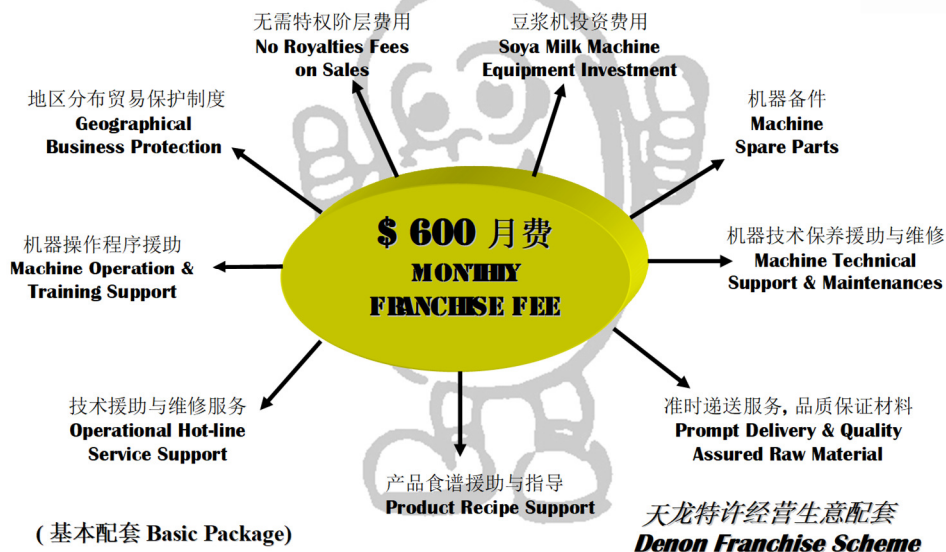 无需特权阶层费用
No Royalties Fees
on Sales
豆浆机投资费用
Soya Milk Machine
Equipment Investment
地区分布贸易保护制度
Geographical
Business Protection
机器备件
Machine
Spare Parts
$ 600 月费
MONTHLY
FRANCHISE FEE
机器操作程序援助
Machine Operation &
Training Support
机器技术保养援助与维修
Machine Technical
Support & Maintenances
技术援助与维修服务
Operational Hot-line
Service Support
准时递送服务, 品质保证材料
Prompt Delivery & Quality
Assured Raw Material
产品食谱援助与指导
Product Recipe Support
( 基本配套 Basic Package)
天龙特许经营生意配套
Denon Franchise Scheme